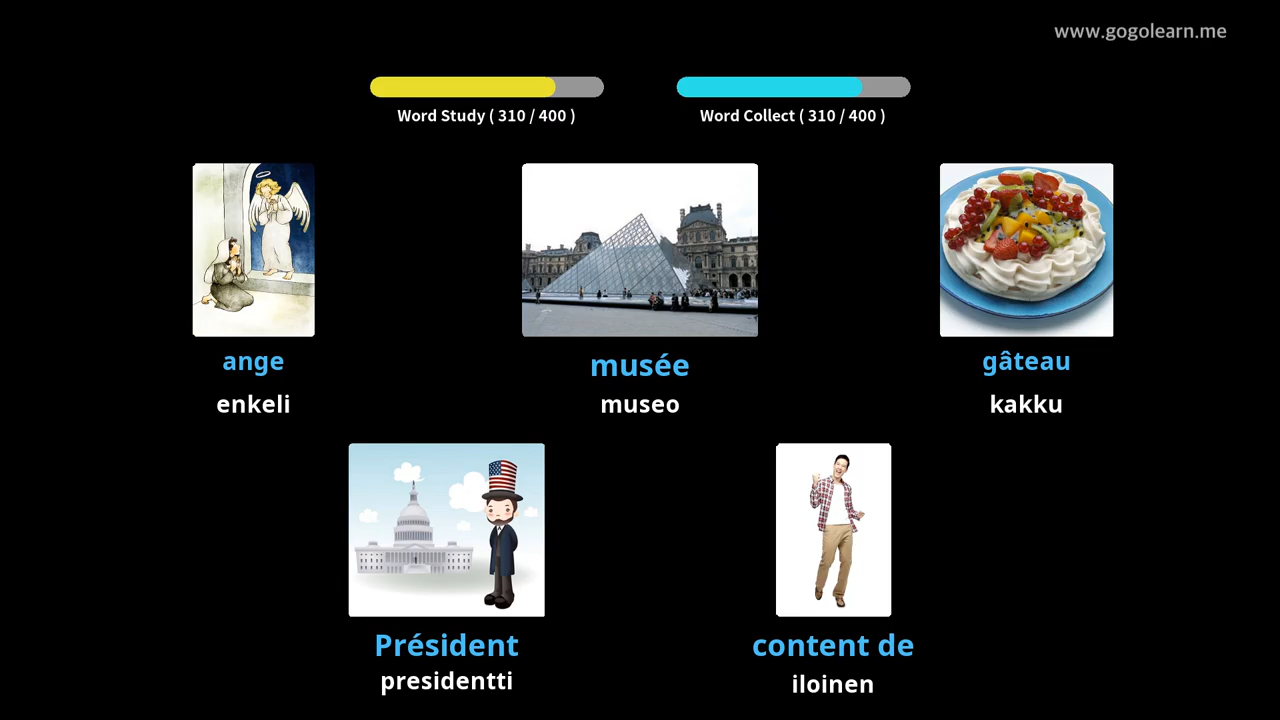 www.gogolearn.me
Word Study ( 310 / 400 )
Word Collect ( 310 / 400 )
ange
enkeli
musée
museo
gâteau
kakku
Président
presidentti
content de
iloinen